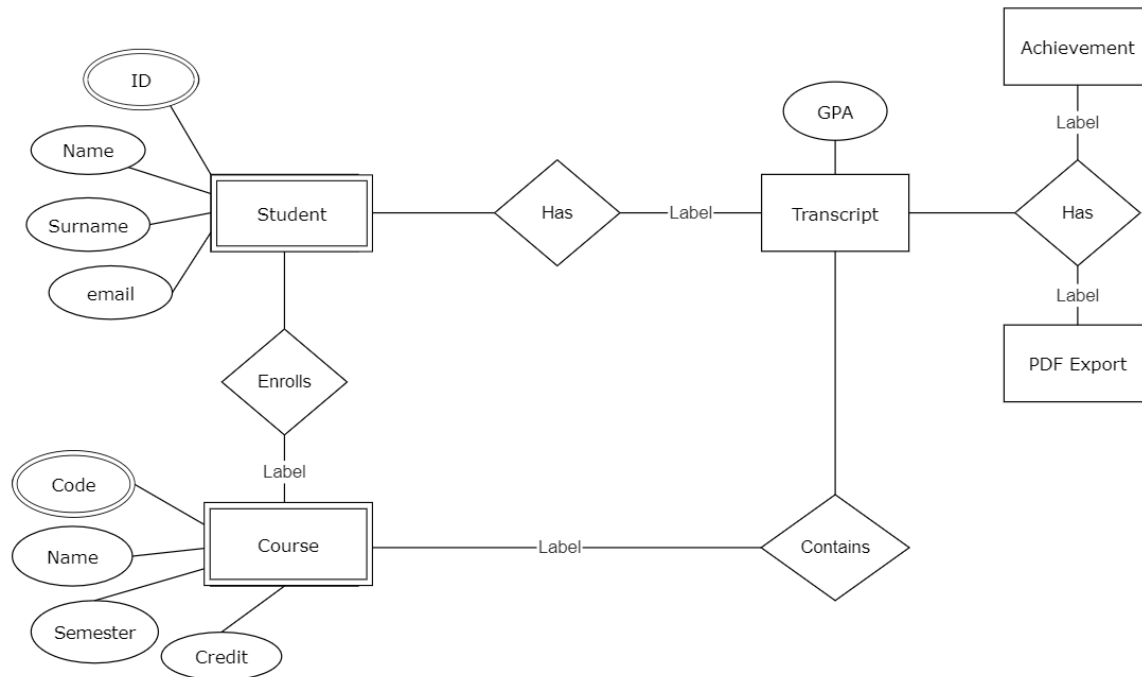 Achievement
ID
GPA
Label
Name
Student
Has
Label
Transcript
Has
Surname
email
Label
PDF Export
Enrolls
Label
Code
Course
Label
Contains
Name
Semester
Credit